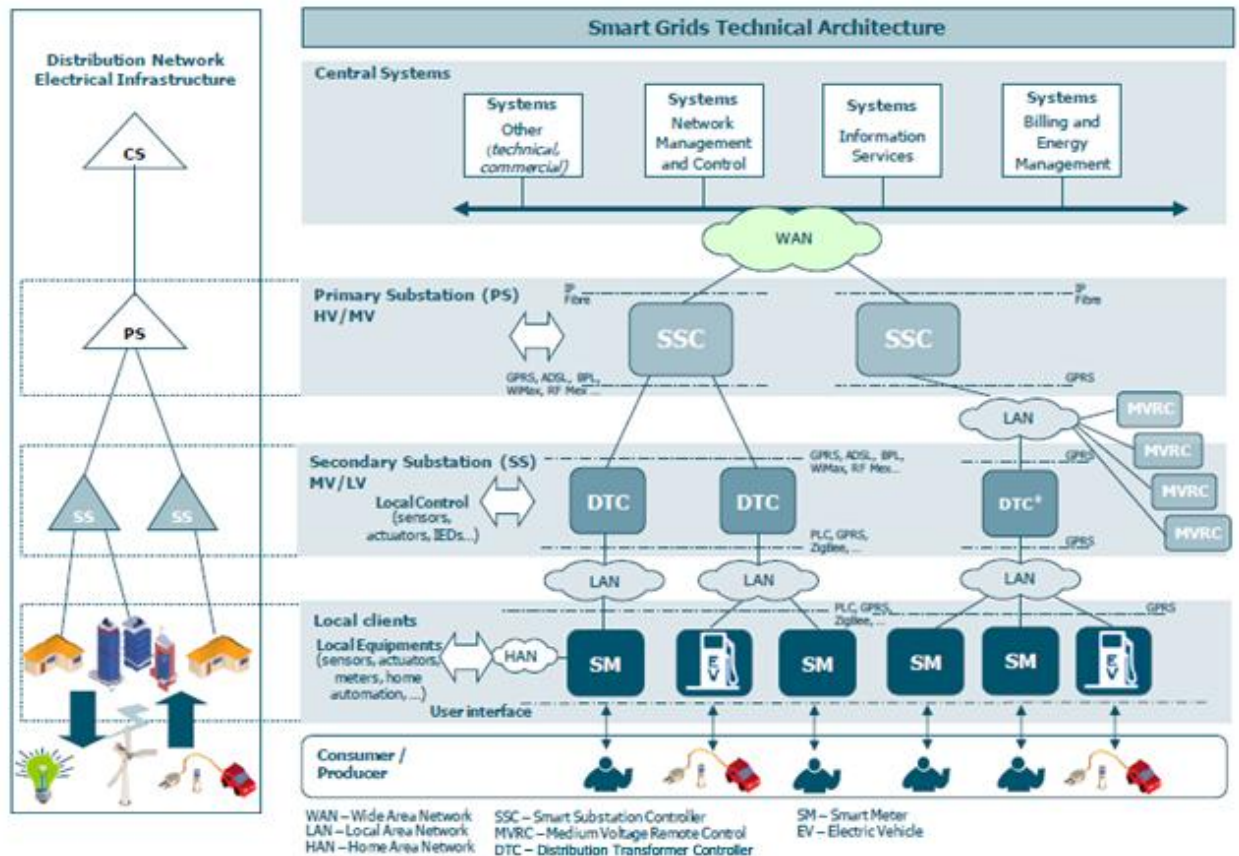 Distribution Network
Electrical Infrastructure
CS
PS
SS
SS
Smart Grids Technical Architecture
Central Systems
Systems
Other
(technical,
commercial)
Systems
Network
Management
and Control
Systems
Information
Services
Systems
Billing and
Energy
Management
WAN
Primary Substation (PS)
HV/MV
IP
Fibre
IP
Fibre
SSC
SSC
GPRS, ADSL, BPL,
WiMax, RF Mex ...
GPRS
LAN
MVRC
MVRC
MVRC
MVRC
Secondary Substation (SS)
MV/LV
Local Control
(sensors,
actuators, IEDs...)
GPRS, ADSL, BPL,
WiMax, RF Mex...
GPRS
DTC
DTC
DTC*
PLC, GPRS,
ZigBee, ...
GPRS
LAN
LAN
LAN
Local clients
Local Equipments
(sensors, actuators,
meters, home
automation, ...)
PLC, GPRS,
ZigBee, ...
GPRS
HAN
SM
EV
SM
SM
SM
EV
User interface
Consumer /
Producer
WAN – Wide Area Network
LAN – Local Area Network
HAN – Home Area Network
SSC – Smart Substation Controller
MVRC – Medium Voltage Remote Control
DTC – Distribution Transformer Controller
SM – Smart Meter
EV – Electric Vehicle